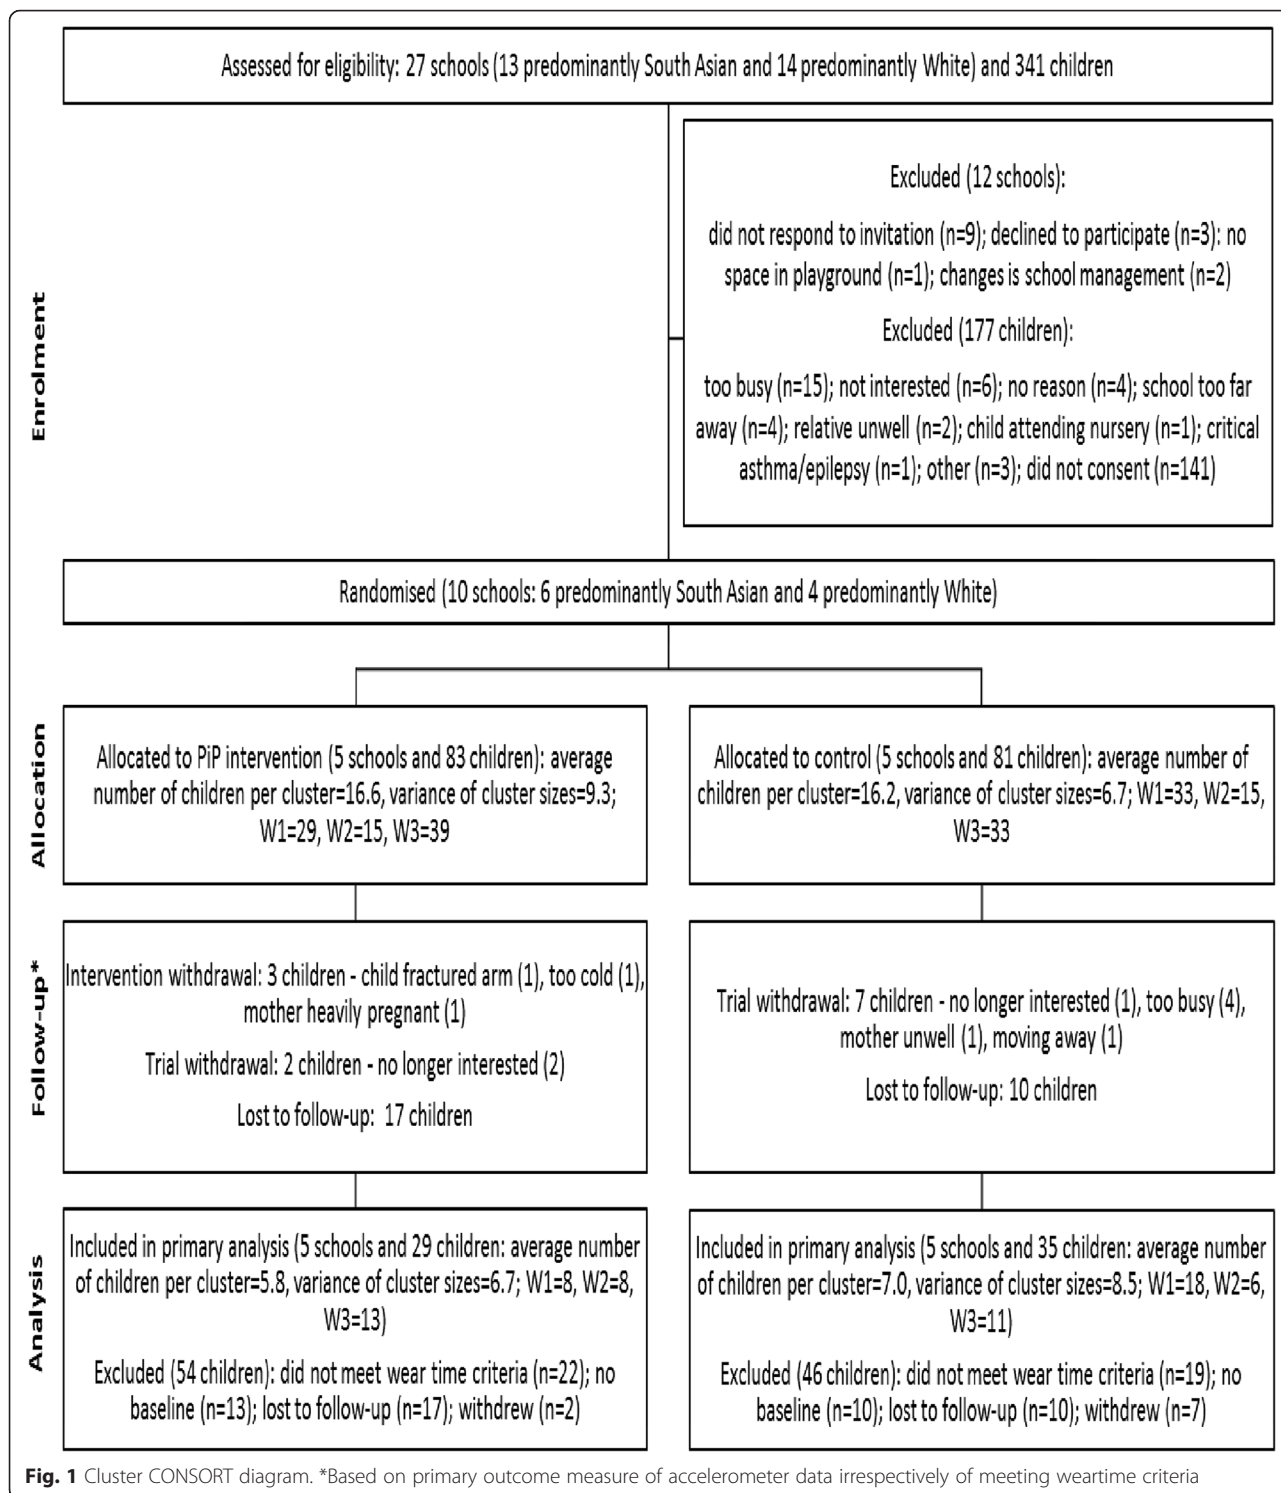 Assessed for eligibility: 27 schools (13 predominantly South Asian and 14 predominantly White) and 341 children
Enrolment
Excluded (12 schools):
did not respond to invitation (n=9); declined to participate (n=3): no
space in playground (n=1); changes is school management (n=2)
Excluded (177 children):
too busy (n=15); not interested (n=6); no reason (n=4); school too far
away (n=4); relative unwell (n=2); child attending nursery (n=1); critical
asthma/epilepsy (n=1); other (n=3); did not consent (n=141)
Randomised (10 schools: 6 predominantly South Asian and 4 predominantly White)
Allocation
Allocated to PiP intervention (5 schools and 83 children): average
number of children per cluster=16.6, variance of cluster sizes=9.3;
W1=29, W2=15, W3=39
Allocated to control (5 schools and 81 children): average number of
children per cluster=16.2, variance of cluster sizes=6.7; W1=33, W2=15,
W3=33
Follow-up*
Intervention withdrawal: 3 children - child fractured arm (1), too cold (1),
mother heavily pregnant (1)
Trial withdrawal: 2 children - no longer interested (2)
Lost to follow-up: 17 children
Trial withdrawal: 7 children - no longer interested (1), too busy (4),
mother unwell (1), moving away (1)
Lost to follow-up: 10 children
Analysis
Included in primary analysis (5 schools and 29 children: average number
of children per cluster=5.8, variance of cluster sizes=6.7; W1=8, W2=8,
W3=13)
Excluded (54 children): did not meet wear time criteria (n=22); no
baseline (n=13); lost to follow-up (n=17); withdrew (n=2)
Included in primary analysis (5 schools and 35 children: average number
of children per cluster=7.0, variance of cluster sizes=8.5; W1=18, W2=6,
W3=11)
Excluded (46 children): did not meet wear time criteria (n=19); no
baseline (n=10); lost to follow-up (n=10); withdrew (n=7)
Fig. 1 Cluster CONSORT diagram. *Based on primary outcome measure of accelerometer data irrespectively of meeting weartime criteria